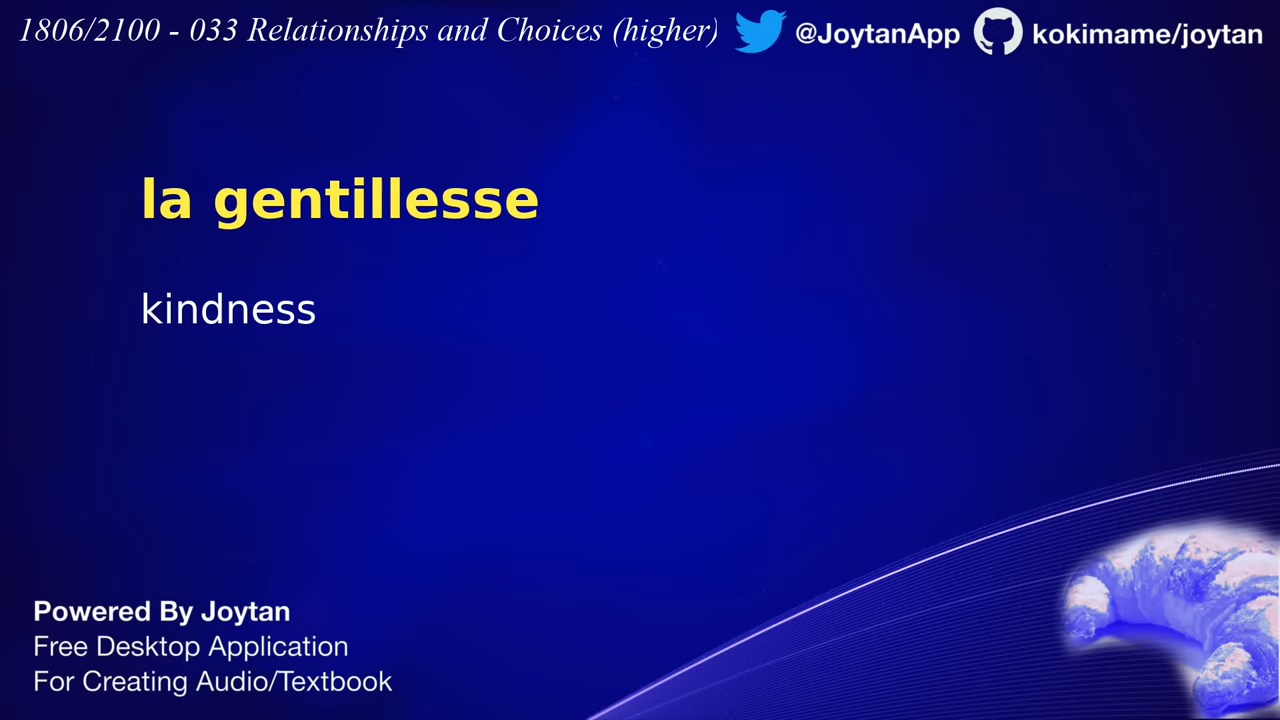 1806/2100 - 033 Relationships and Choices (higher) @JoytanApp kokimame/joytan
la gentillesse
kindness
Powered By Joytan
Free Desktop Application
For Creating Audio/Textbook